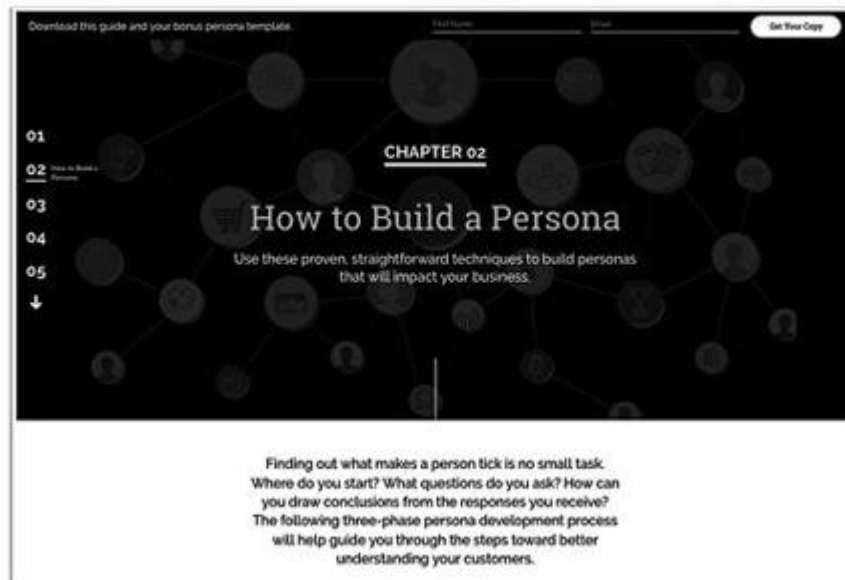 Download this guide and your bonus persona template.
First Name
Email
Get Your Copy
01
02
How to Build a
Persona
03
04
05
CHAPTER 02
How to Build a Persona
Use these proven, straightforward techniques to build personas
that will impact your business.
Finding out what makes a person tick is no small task.
Where do you start? What questions do you ask? How can
you draw conclusions from the responses you receive?
The following three-phase persona development process
will help guide you through the steps toward better
understanding your customers.